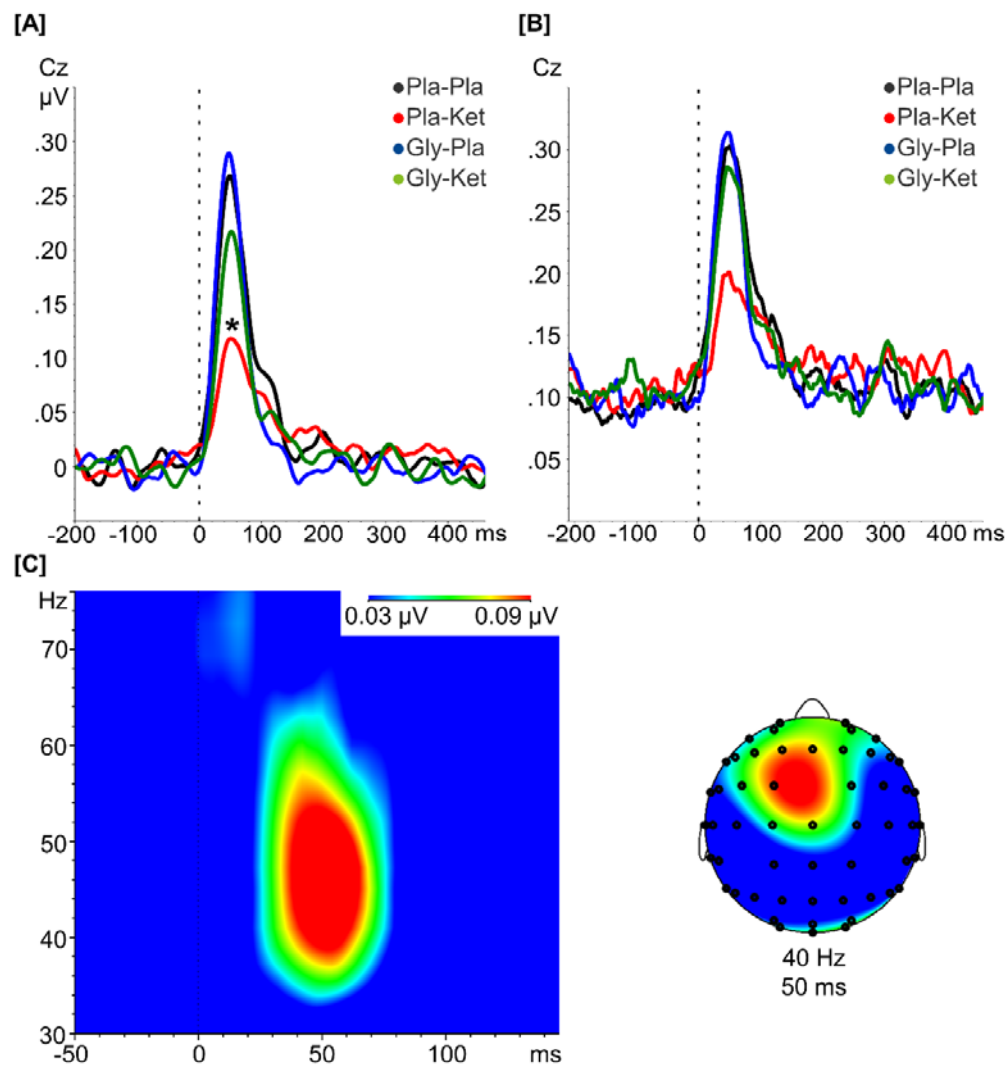 [A]
Cz
µV
Pla-Pla
Pla-Ket
Gly-Pla
Gly-Ket
.30
.25
.20
.15
.10
.05
0
*
-200 -100 0 100 200 300 400 ms
[B]
Cz
Pla-Pla
Pla-Ket
Gly-Pla
Gly-Ket
.30
.25
.20
.15
.10
.05
-200 -100 0 100 200 300 400 ms
[C]
Hz
0.03 µV 0.09 µV
70
60
50
40
30
-50 0 50 100 ms
40 Hz
50 ms